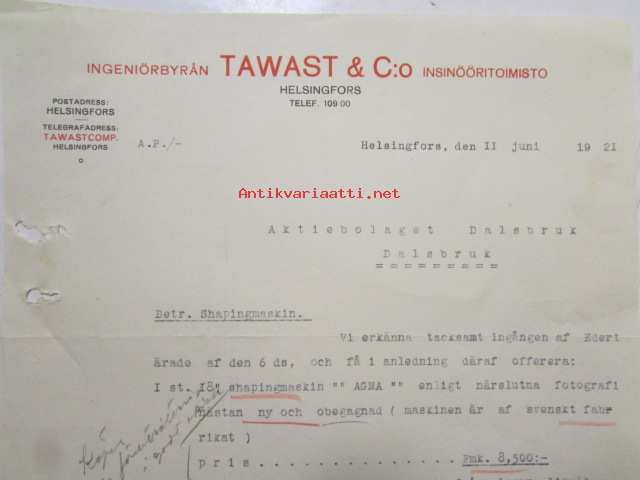 INGENIÖRBYRÅN TAWAST & C:o INSINÖÖRITOIMISTO
HELSINGFORS
TELEF. 109 00
POSTADRESS:
HELSINGFORS
TELEGRAFADRESS:
TAWASTCOMP.
HELSINGFORS
A.P./-
Helsingfors, den II juni 19 21
Antikvariaatti.net
Aktiebolaget Dalsbruk
Dalsbruk
=========
Betr. Shapingmaskin.
Vi erkänna tacksamt ingången af Edert
ärade af den 6 ds, och få i anledning däraf offerera:
I st. 18" shapingmaskin "" AGNA "" enligt närslutna fotografi
nästan ny och obegagnad ( maskinen är af svenskt fab
rikat )
pris ............... Fmk. 8,500:-